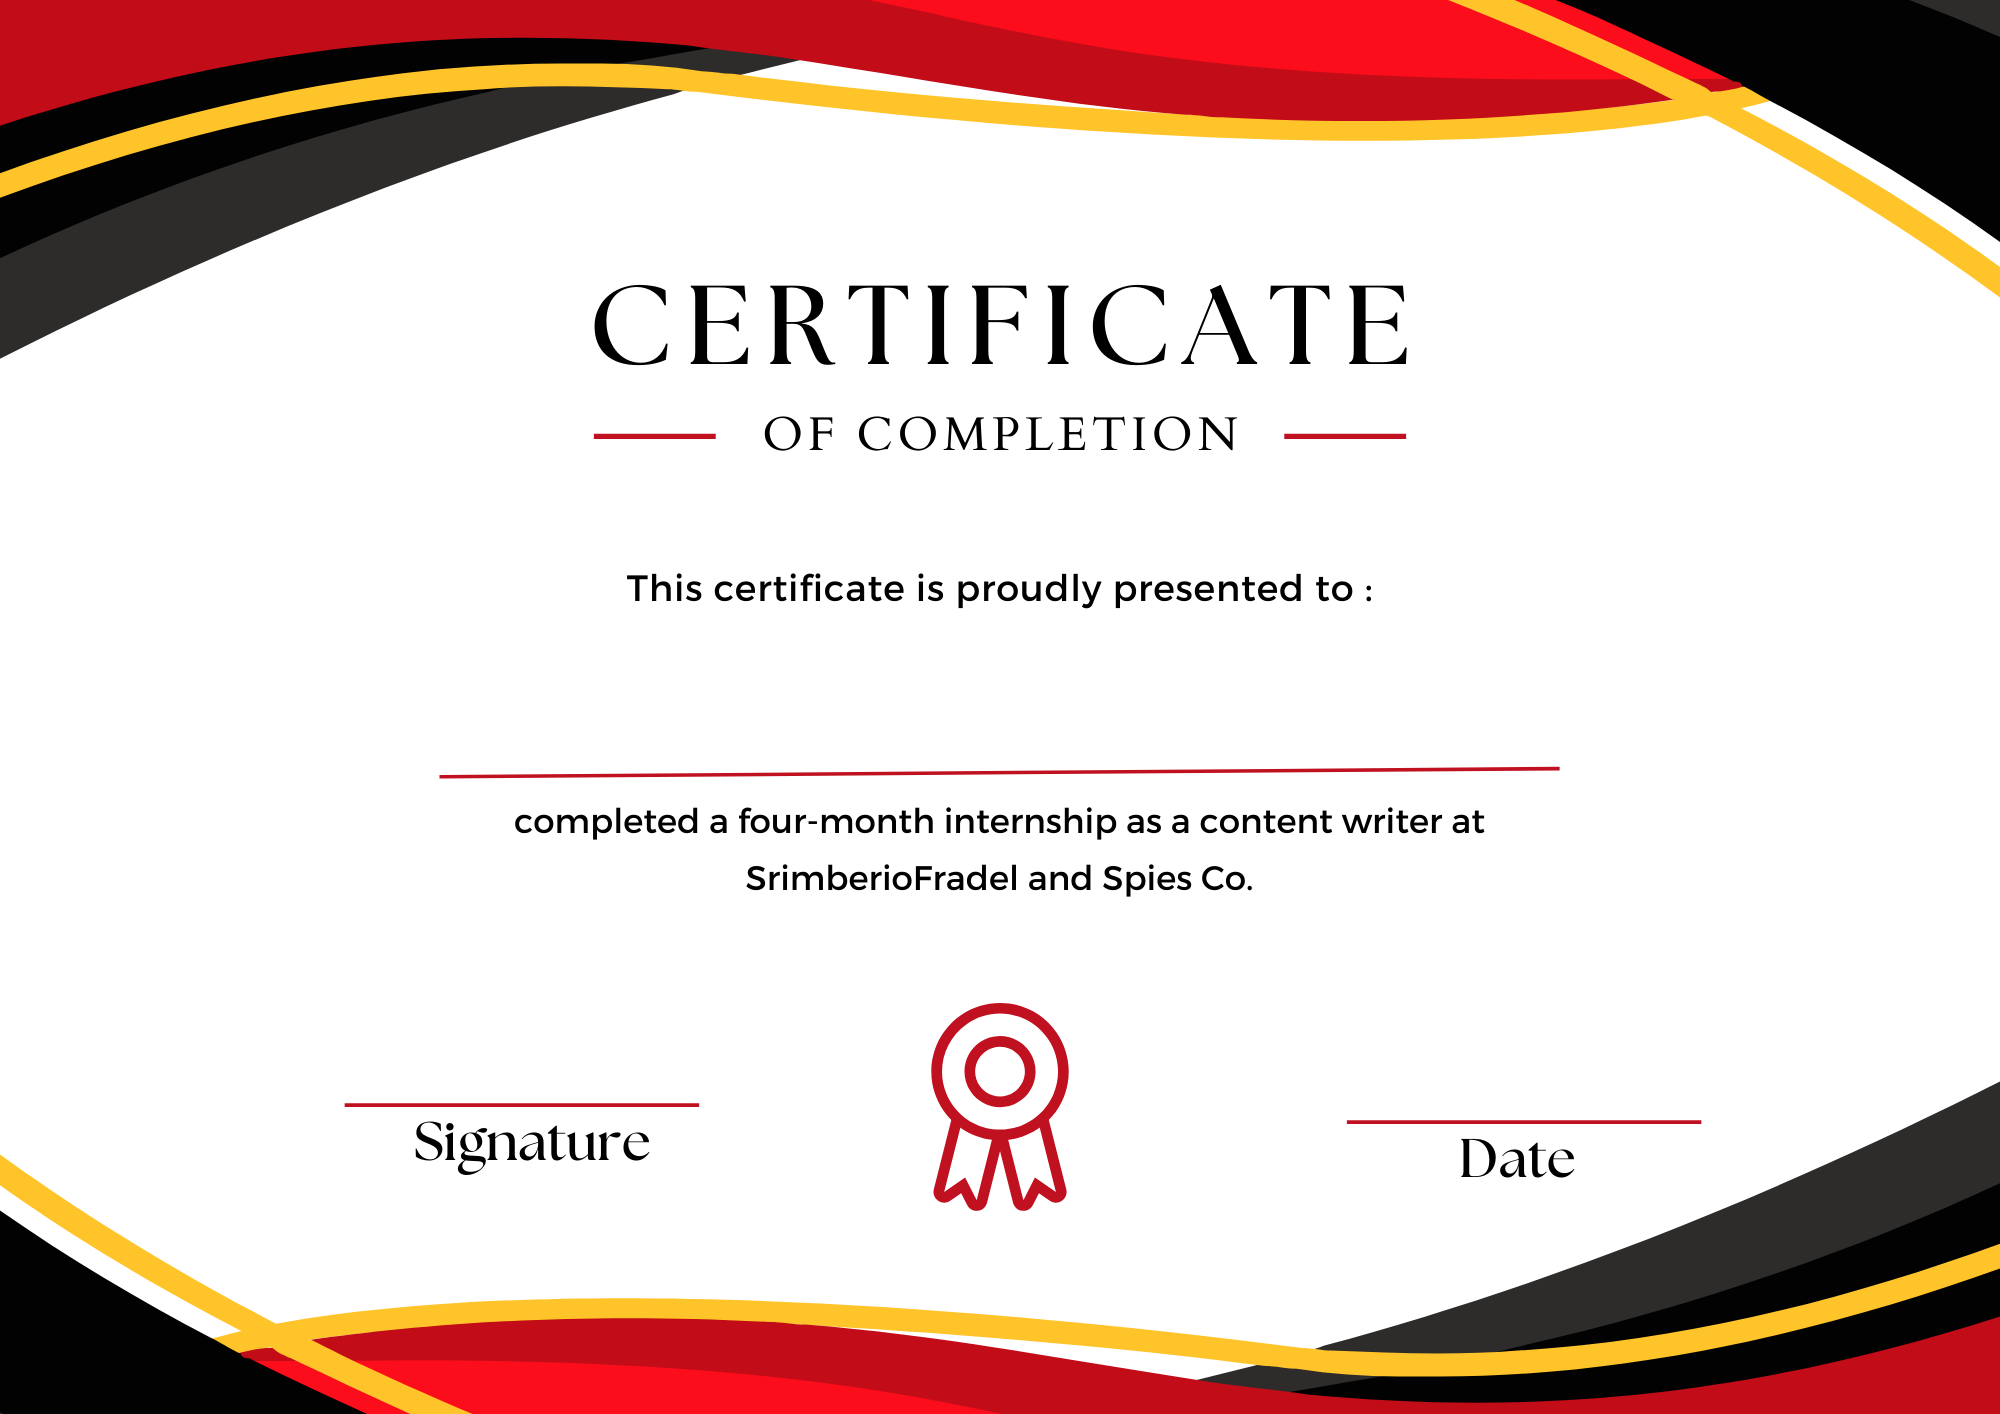 CERTIFICATE
OF COMPLETION
This certificate is proudly presented to :
completed a four-month internship as a content writer at
SrimberioFradel and Spies Co.
Signature
Date